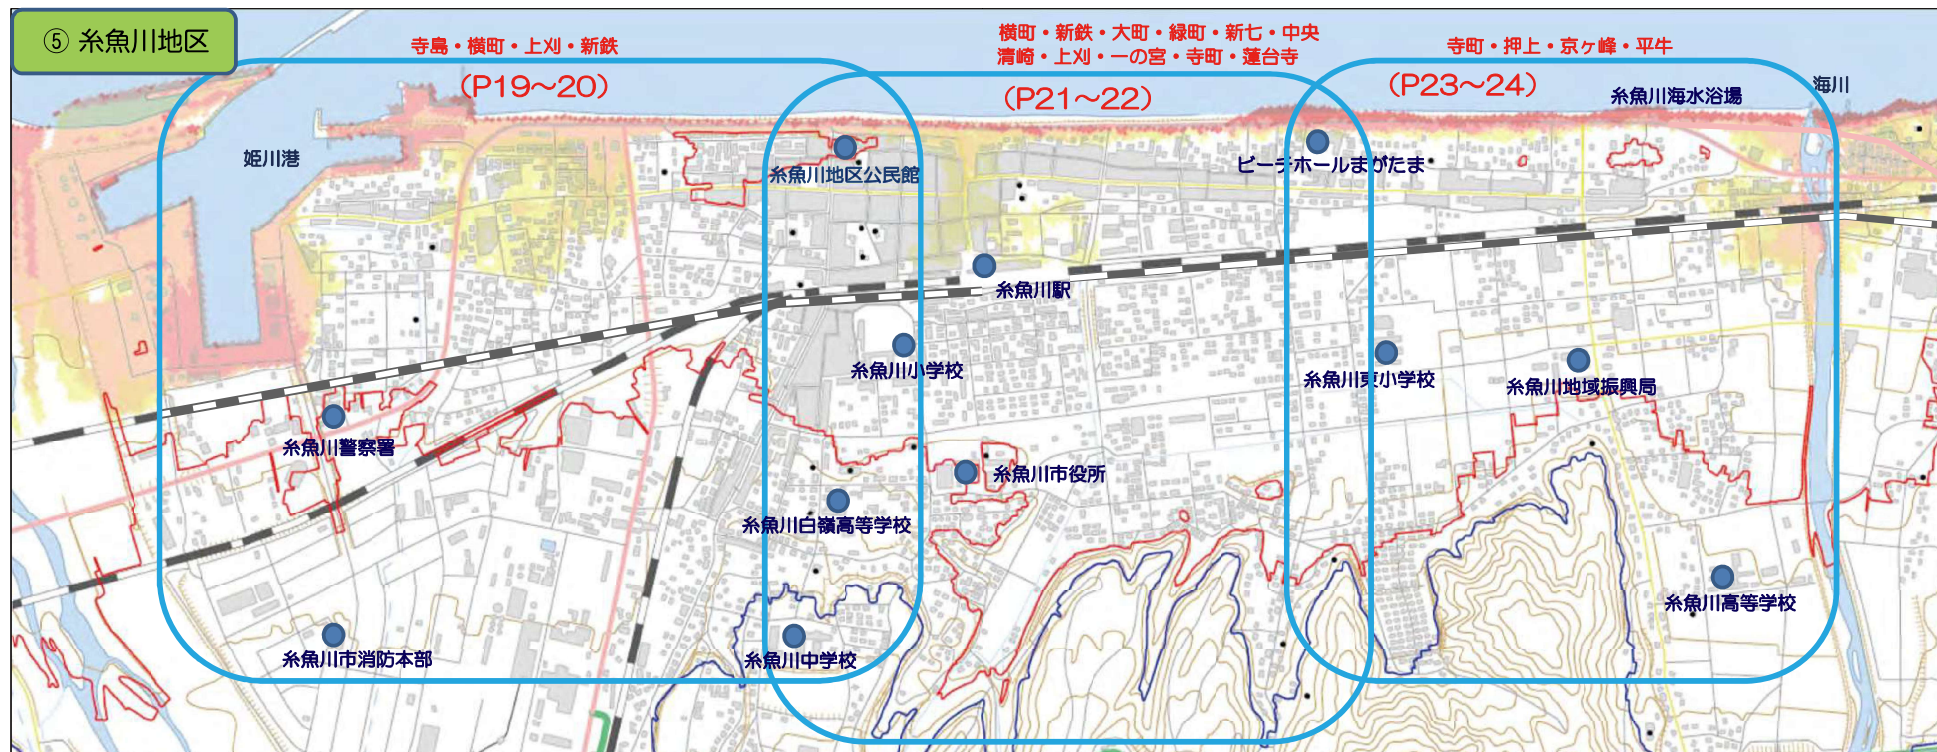 ⑤ 糸魚川地区
寺島・横町・上刈・新鉄
(P19～20)
横町・新鉄・大町・緑町・新七・中央
清崎・上刈・一の宮・寺町・蓮台寺
(P21～22)
寺町・押上・京ヶ峰・平牛
(P23～24)
糸魚川海水浴場
海川
姫川港
糸魚川地区公民館
ビーチホールまがたま
糸魚川駅
糸魚川小学校
糸魚川東小学校
糸魚川地域振興局
糸魚川警察署
糸魚川市役所
糸魚川白嶺高等学校
糸魚川高等学校
糸魚川市消防本部
糸魚川中学校